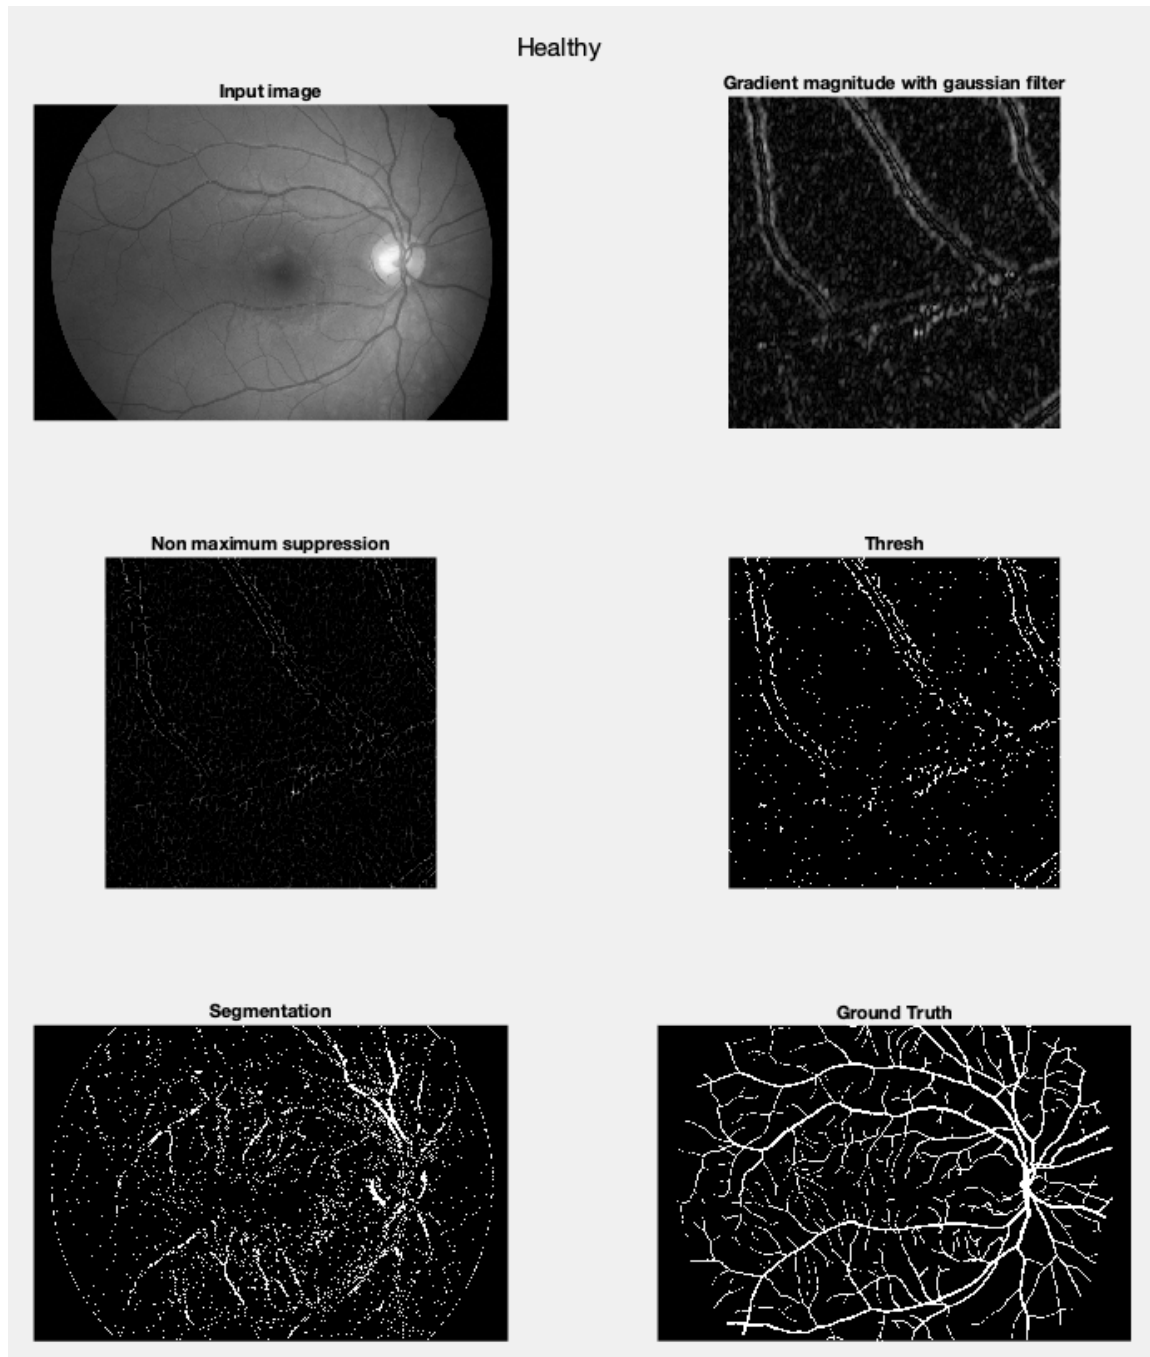 Healthy
Input image
Gradient magnitude with gaussian filter
Non maximum suppression
Thresh
Segmentation
Ground Truth